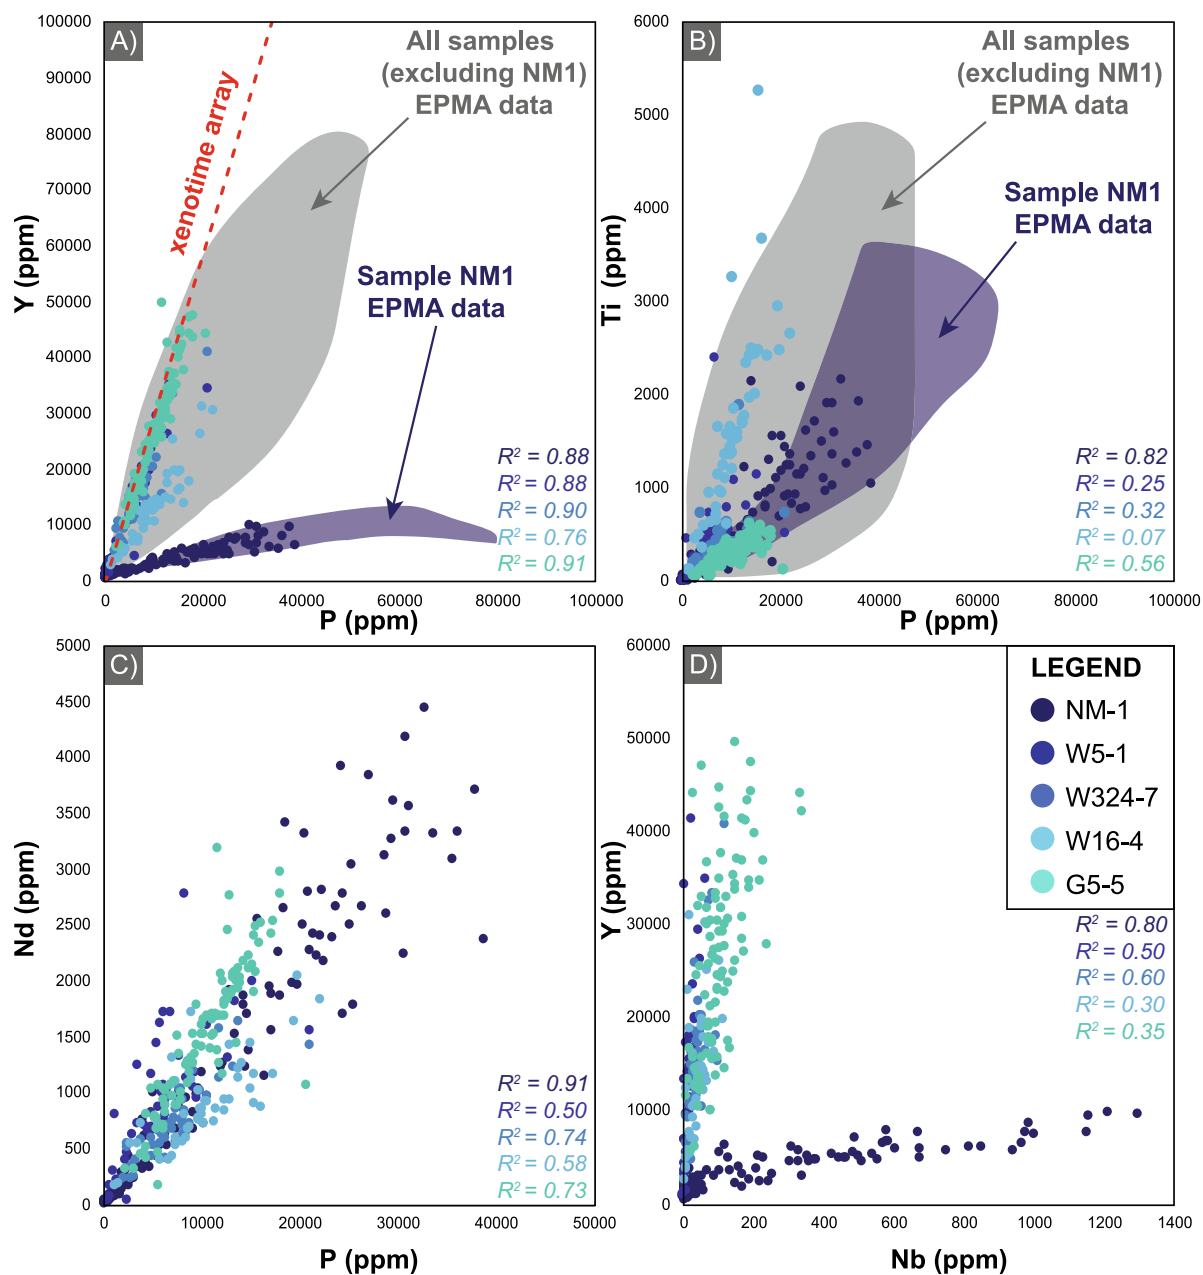 A)
100000
90000
80000
70000
60000
50000
40000
30000
20000
10000
0
Y (ppm)
xenotime array
All samples
(excluding NM1)
EPMA data
Sample NM1
EPMA data
R² = 0.88
R² = 0.88
R² = 0.90
R² = 0.76
R² = 0.91
0 20000 40000 60000 80000 100000
P (ppm)
B)
6000
5000
4000
3000
2000
1000
0
Ti (ppm)
All samples
(excluding NM1)
EPMA data
Sample NM1
EPMA data
R² = 0.82
R² = 0.25
R² = 0.32
R² = 0.07
R² = 0.56
0 20000 40000 60000 80000 100000
P (ppm)
C)
5000
4500
4000
3500
3000
2500
2000
1500
1000
500
0
Nd (ppm)
R² = 0.91
R² = 0.50
R² = 0.74
R² = 0.58
R² = 0.73
0 10000 20000 30000 40000 50000
P (ppm)
D)
60000
50000
40000
30000
20000
10000
0
Y (ppm)
LEGEND
NM-1
W5-1
W324-7
W16-4
G5-5
R² = 0.80
R² = 0.50
R² = 0.60
R² = 0.30
R² = 0.35
0 200 400 600 800 1000 1200 1400
Nb (ppm)